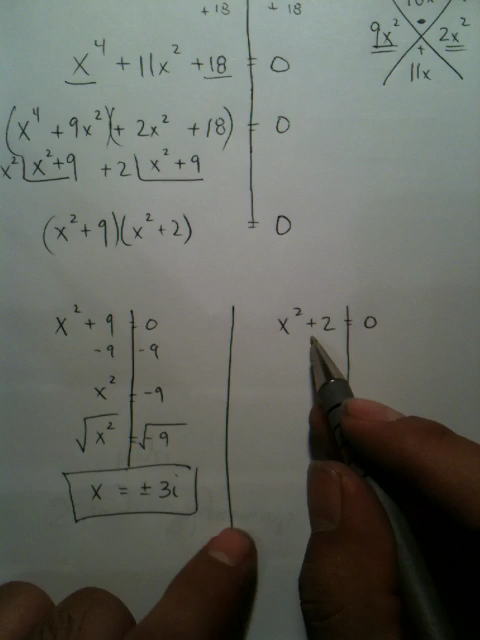 +18 +18
x⁴ + 11x² + 18 = 0
9x² 2x²
+
11x
(x⁴ + 9x²)(+ 2x² + 18) = 0
x² x²+9 + 2 x²+9
(x² + 9)(x² + 2) = 0
x² + 9 = 0
-9 -9
x² = -9
√x² = √-9
x = ± 3i
x² + 2 = 0